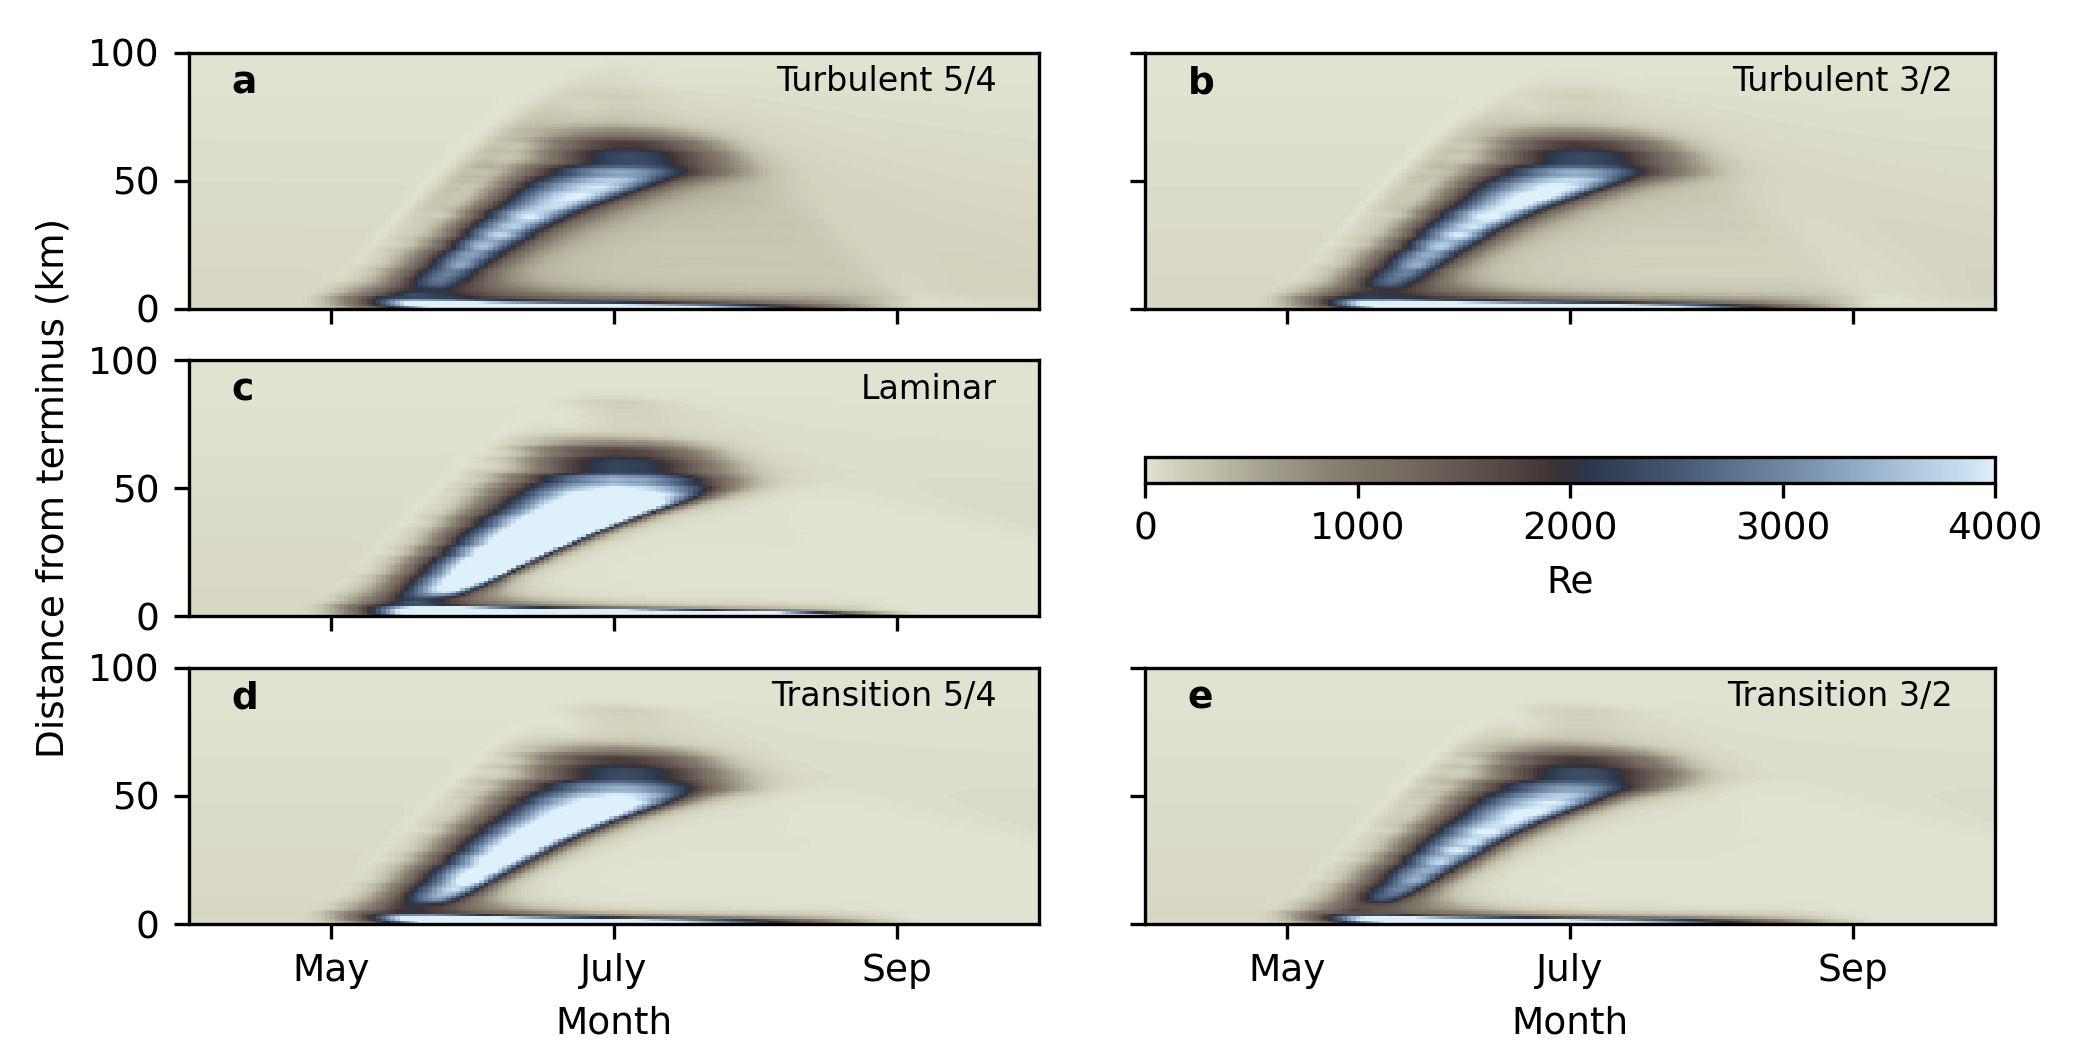 Distance from terminus (km)
100
50
0
a
Turbulent 5/4
b
Turbulent 3/2
100
50
0
c
Laminar
0
1000
2000
3000
4000
Re
100
50
0
d
Transition 5/4
May
July
Sep
Month
e
Transition 3/2
May
July
Sep
Month